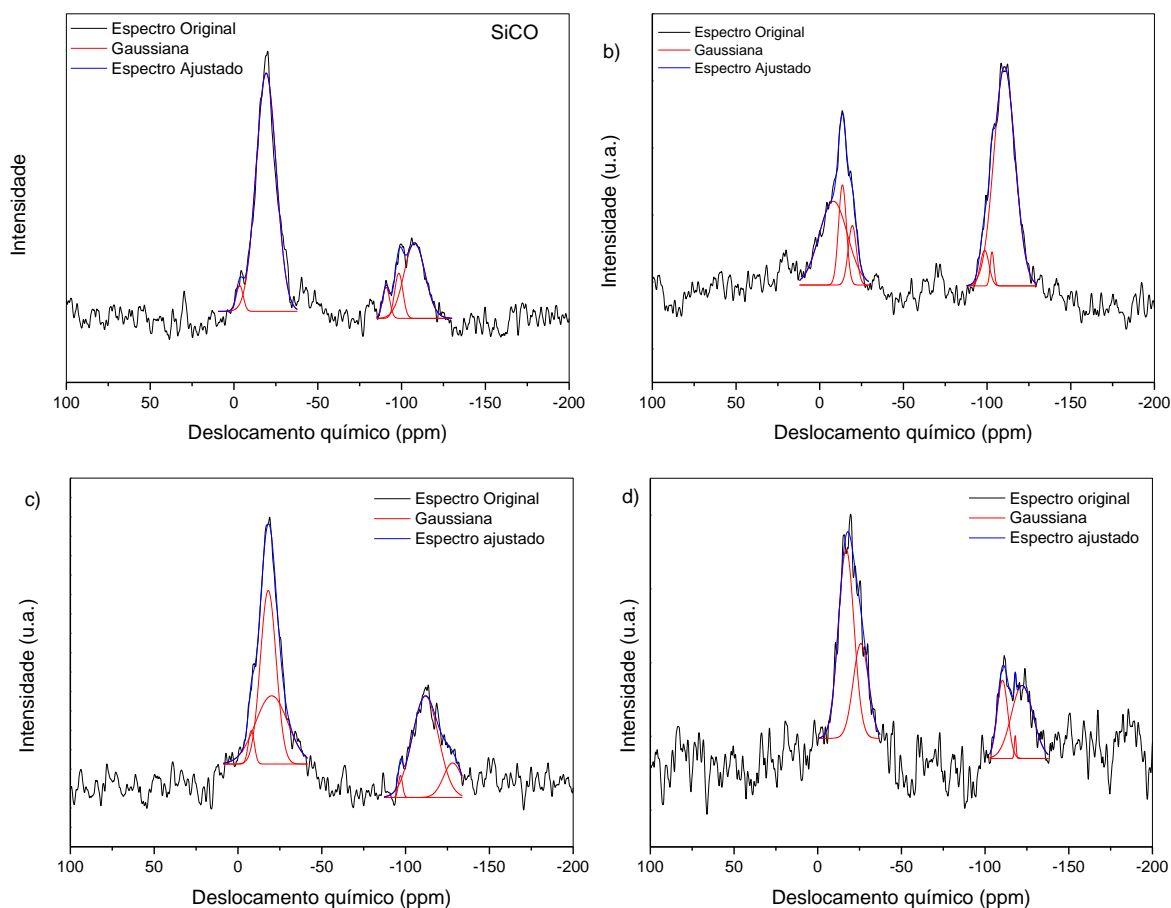 Espectro Original
Gaussiana
Espectro Ajustado
SiCO
Intensidade
100 50 0 -50 -100 -150 -200
Deslocamento químico (ppm)
b)
Espectro Original
Gaussiana
Espectro Ajustado
Intensidade (u.a.)
100 50 0 -50 -100 -150 -200
Deslocamento químico (ppm)
c)
Espectro Original
Gaussiana
Espectro ajustado
Intensidade (u.a.)
100 50 0 -50 -100 -150 -200
Deslocamento químico (ppm)
d)
Espectro original
Gaussiana
Espectro ajustado
Intensidade (u.a.)
100 50 0 -50 -100 -150 -200
Deslocamento químico (ppm)